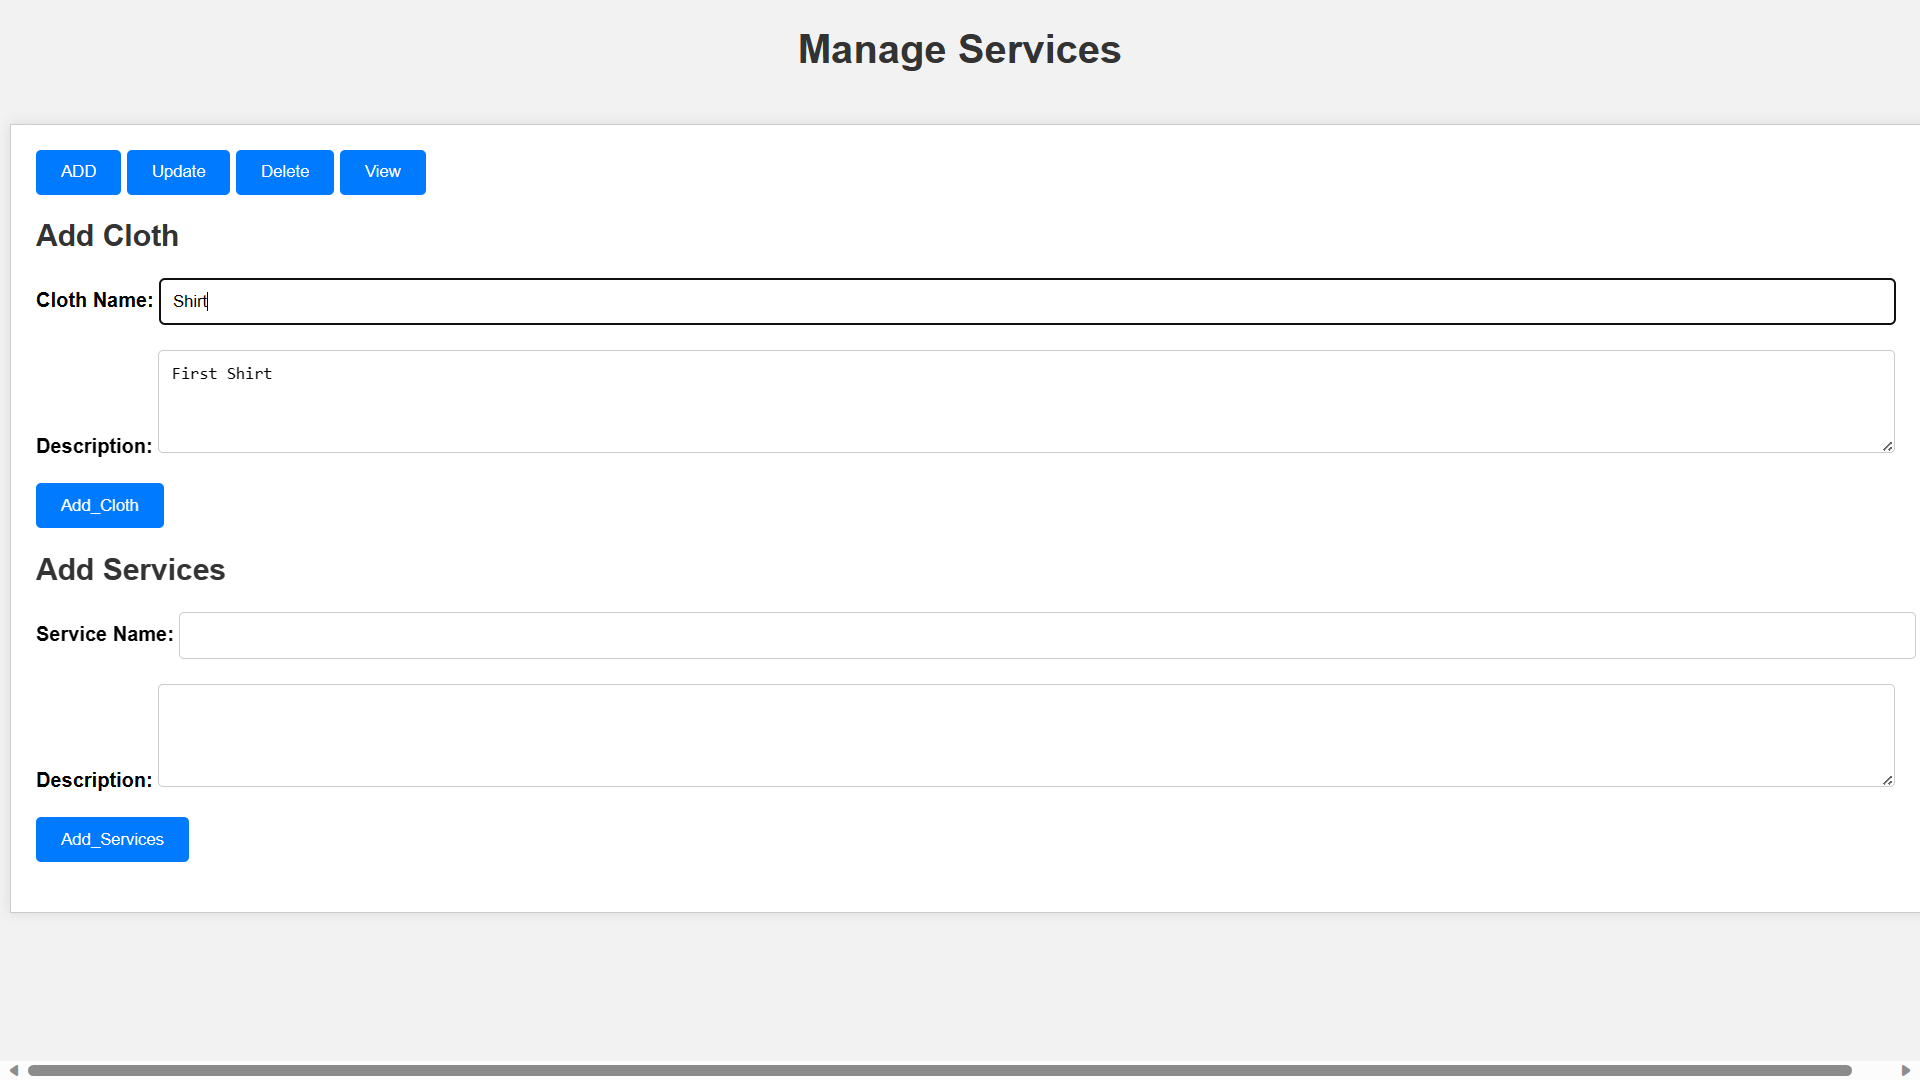 Manage Services
ADD Update Delete View
Add Cloth
Cloth Name: Shirt
First Shirt
Description:
Add_Cloth
Add Services
Service Name:
Description:
Add_Services